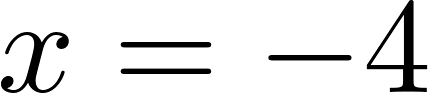 x = −4